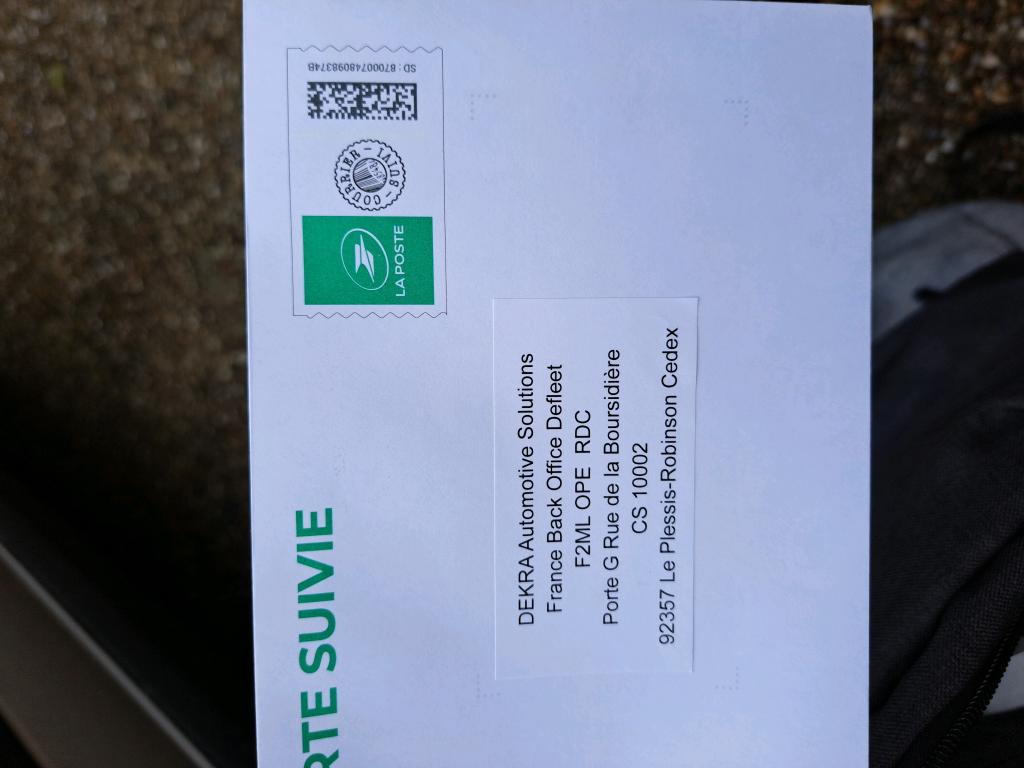 RTE SUIVIE
LA POSTE
COURRIER - SUIVI -
SD : 87000748098374B
DEKRA Automotive Solutions
France Back Office Defleet
F2ML OPE RDC
Porte G Rue de la Boursidière
CS 10002
92357 Le Plessis-Robinson Cedex